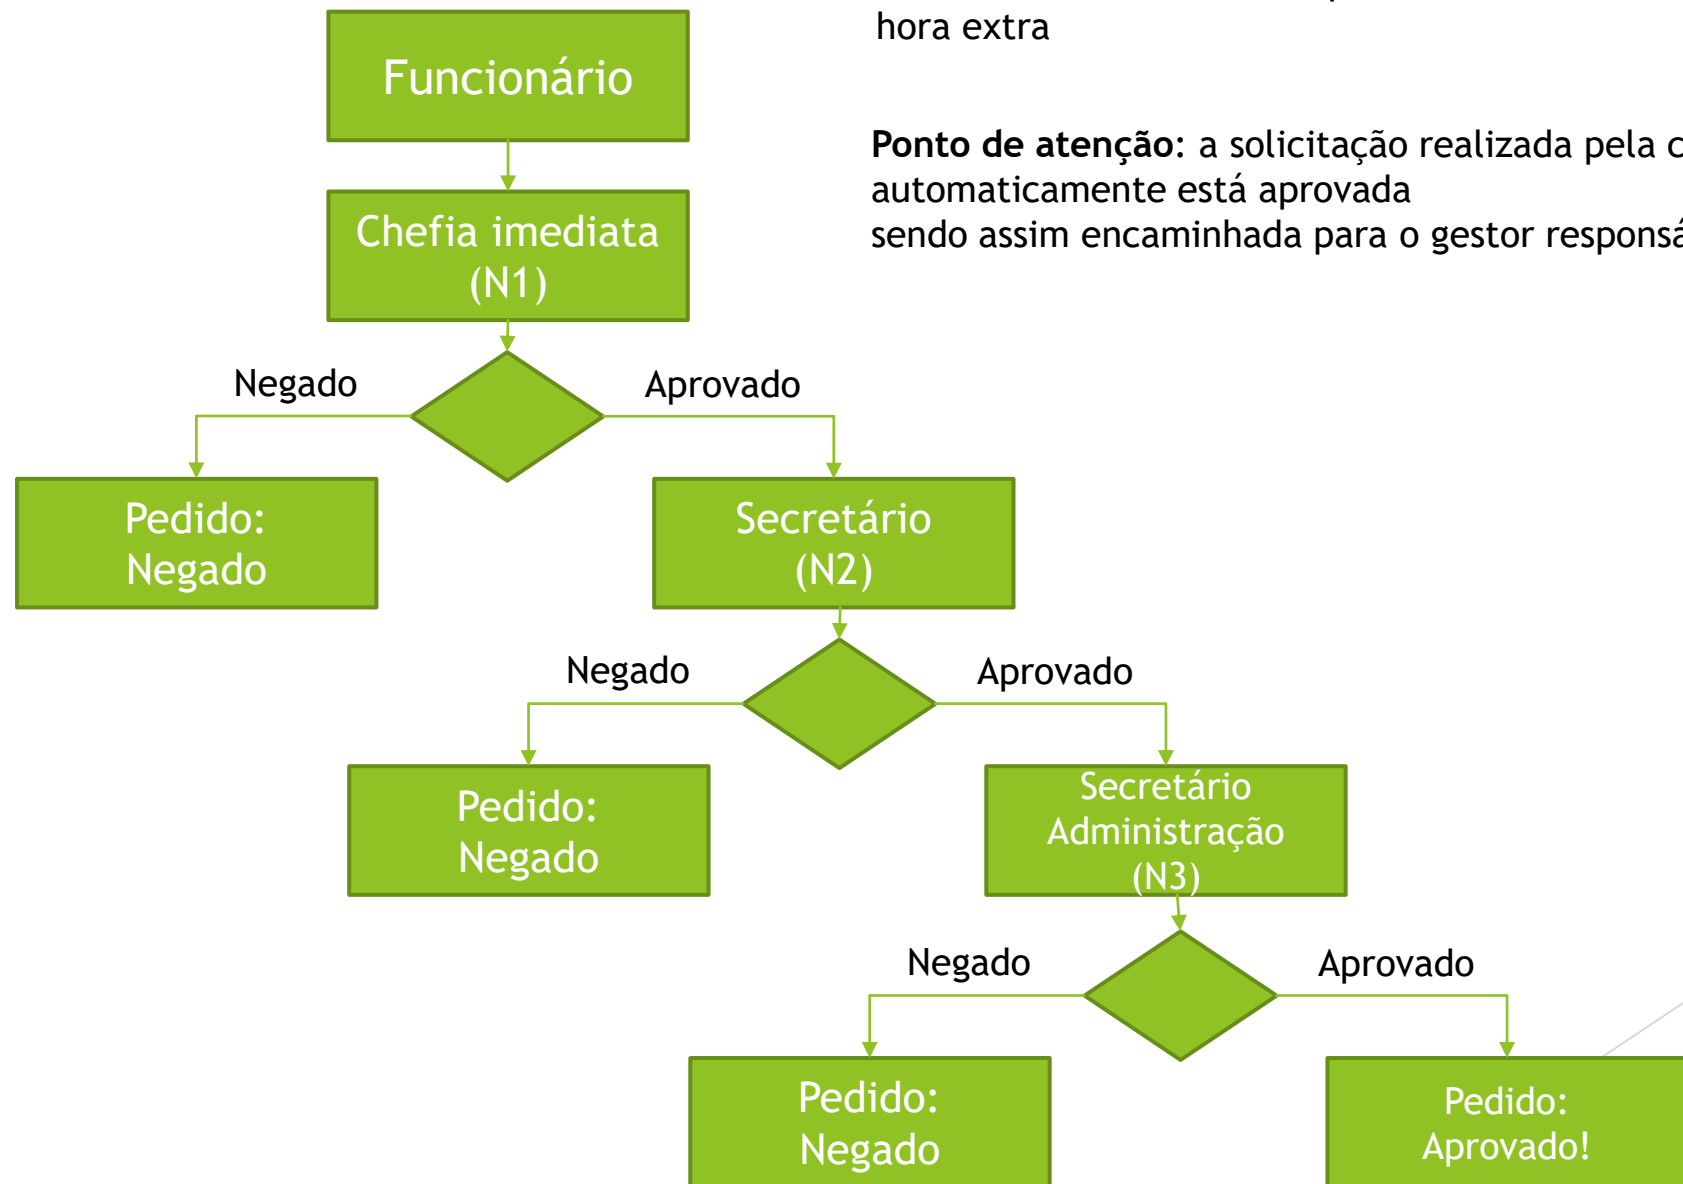 hora extra
Funcionário
Ponto de atenção: a solicitação realizada pela
automaticamente está aprovada
sendo assim encaminhada para o gestor
Chefia imediata
(N1)
Negado
Aprovado
Pedido:
Negado
Secretário
(N2)
Negado
Aprovado
Pedido:
Negado
Secretário
Administração
(N3)
Negado
Aprovado
Pedido:
Negado
Pedido:
Aprovado!